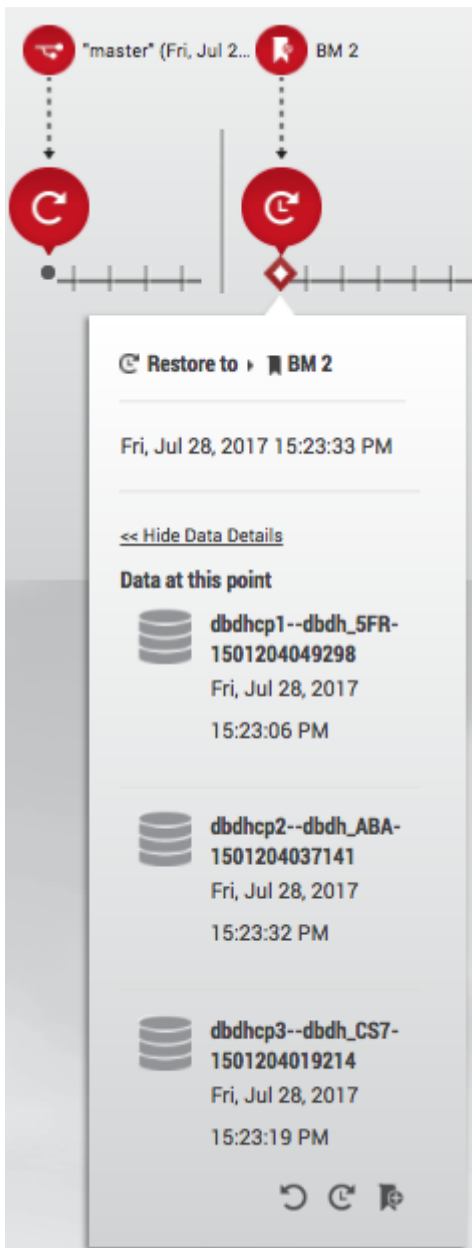 "master" (Fri, Jul 2... BM 2
Restore to ▸ BM 2
Fri, Jul 28, 2017 15:23:33 PM
<< Hide Data Details
Data at this point
dbdhcp1--dbdh_5FR-
1501204049298
Fri, Jul 28, 2017
15:23:06 PM
dbdhcp2--dbdh_ABA-
1501204037141
Fri, Jul 28, 2017
15:23:32 PM
dbdhcp3--dbdh_CS7-
1501204019214
Fri, Jul 28, 2017
15:23:19 PM